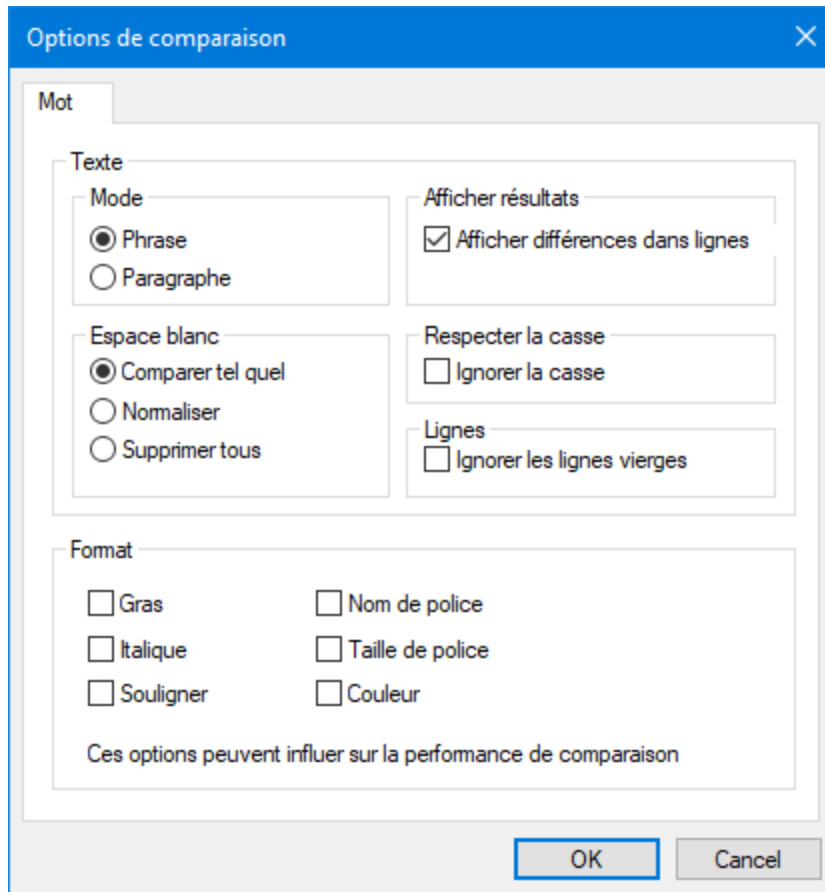 Options de comparaison
Mot
Texte
Mode
Phrase
Paragraphe
Afficher résultats
Afficher différences dans lignes
Espace blanc
Comparer tel quel
Normaliser
Supprimer tous
Respecter la casse
Ignorer la casse
Lignes
Ignorer les lignes vierges
Format
Gras
Nom de police
Italique
Taille de police
Souligner
Couleur
Ces options peuvent influer sur la performance de comparaison
OK
Cancel